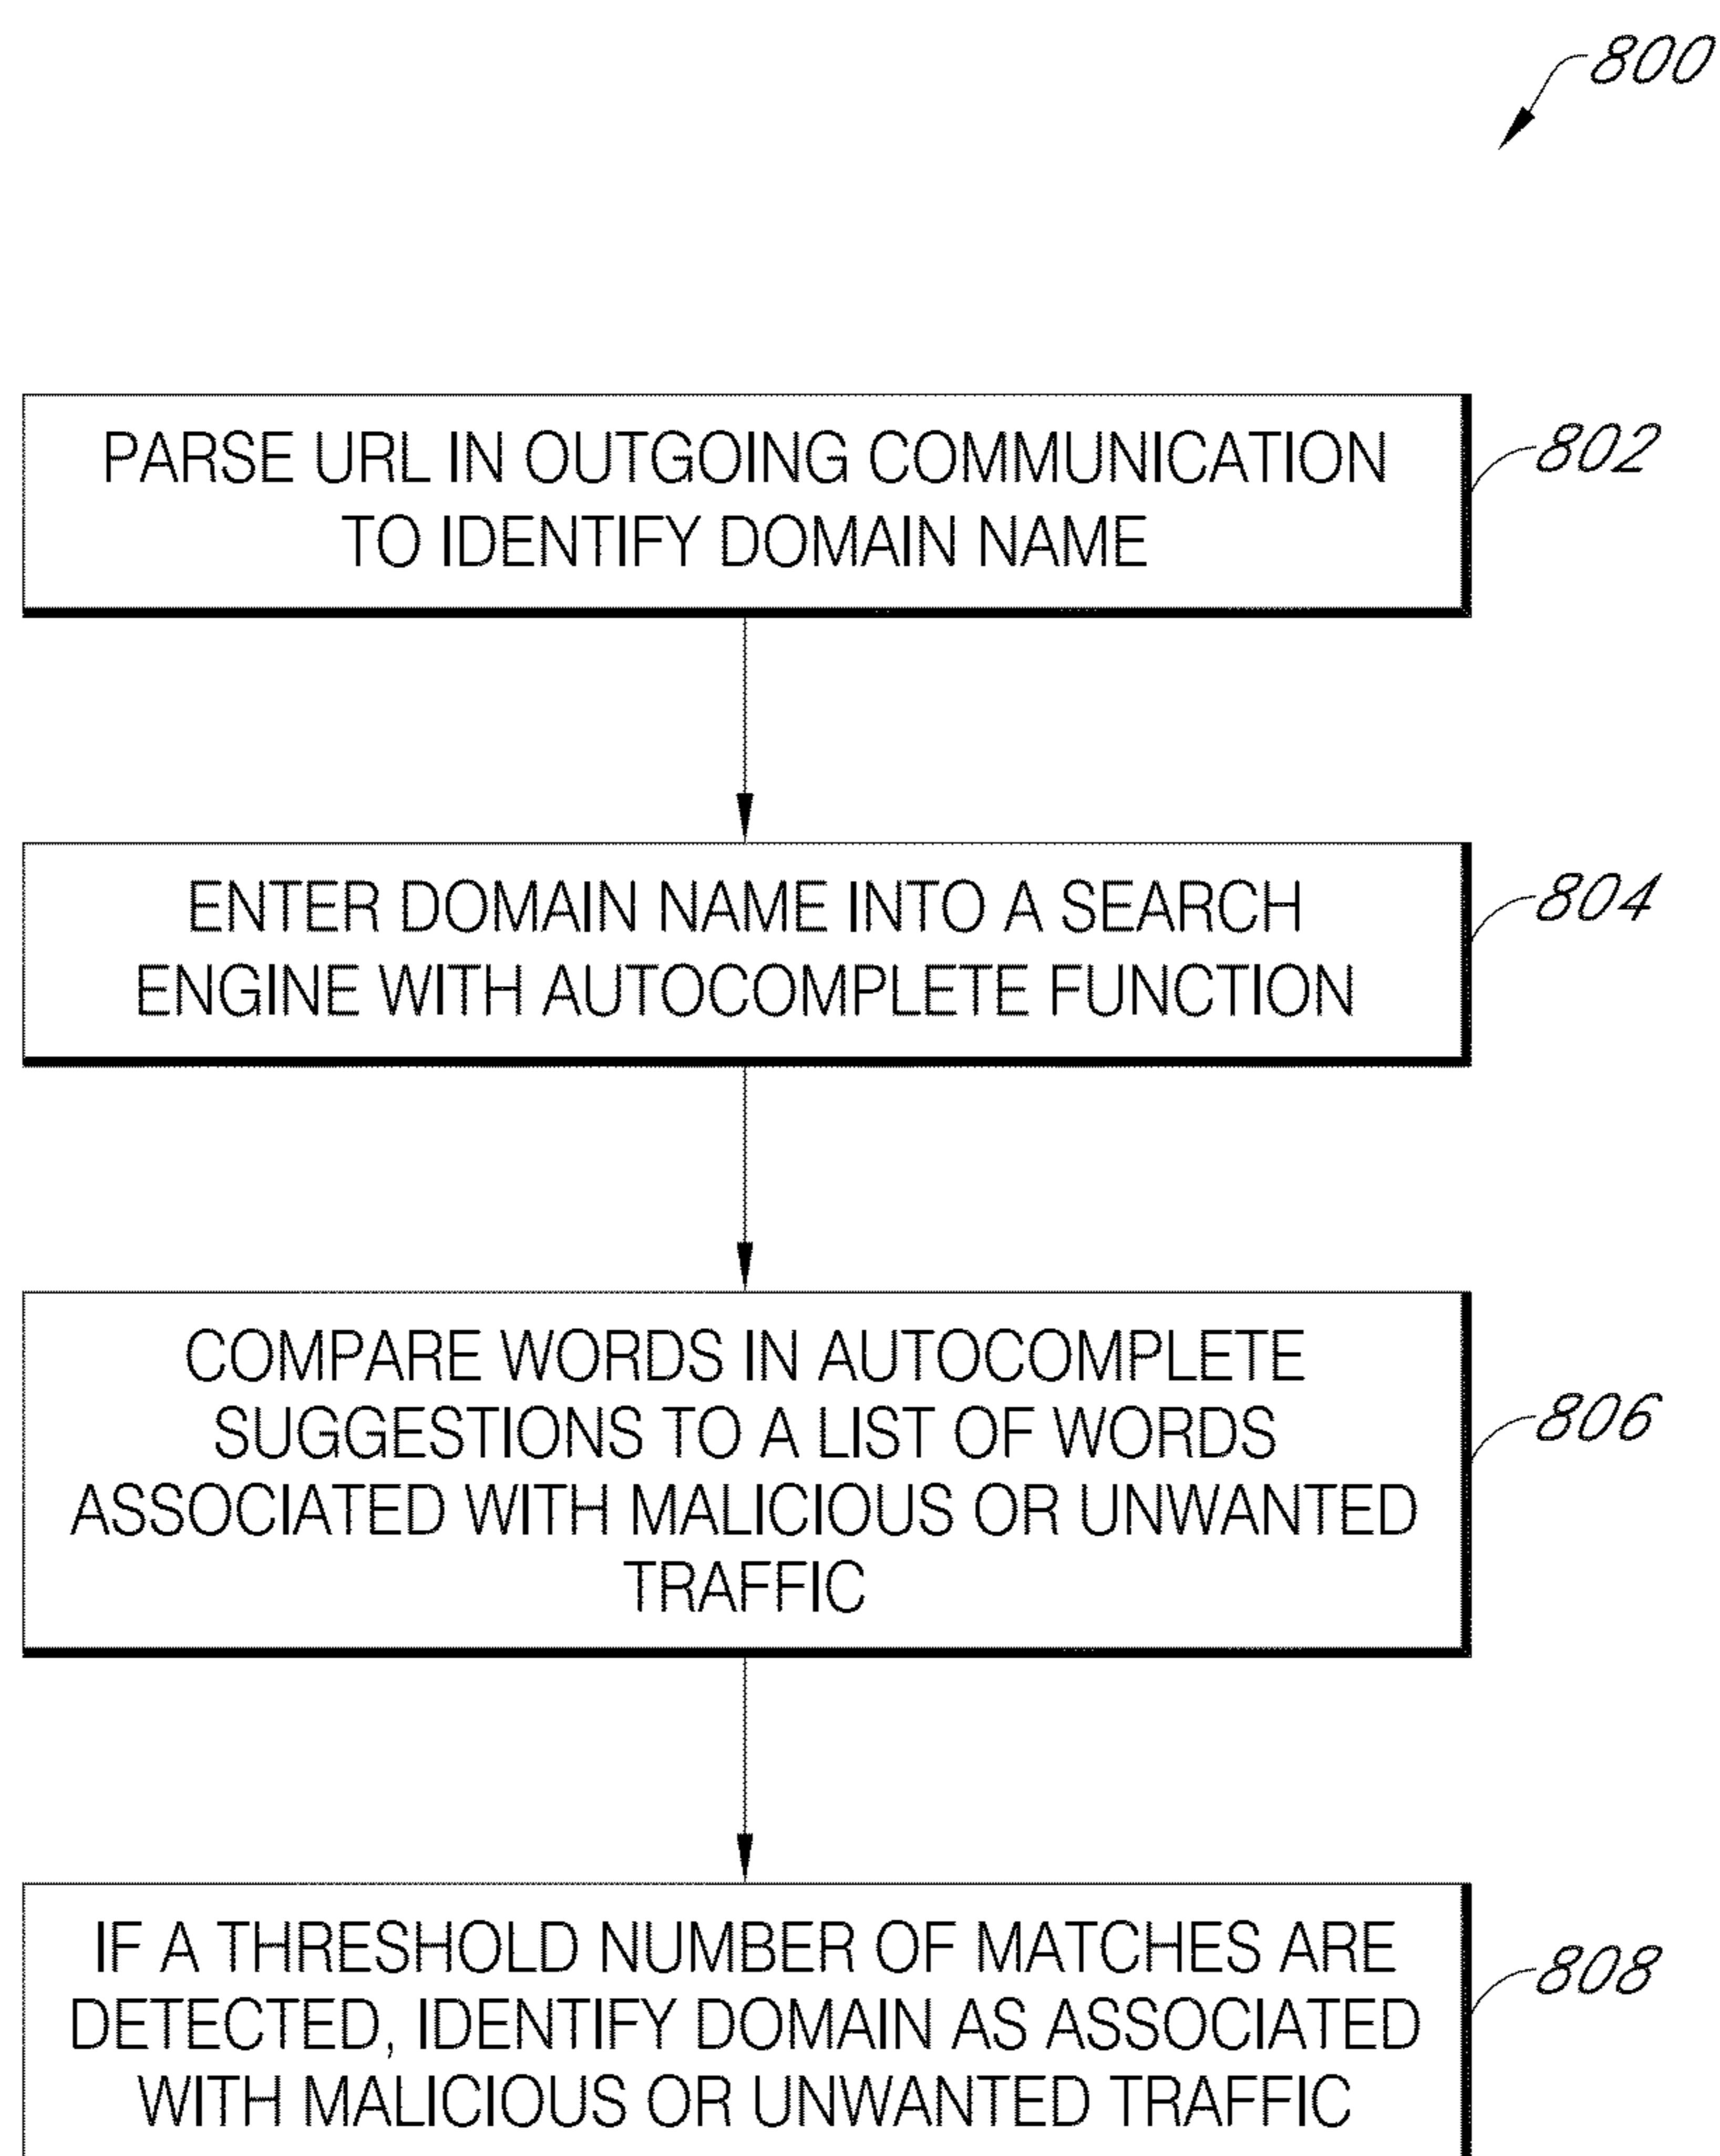 800
PARSE URL IN OUTGOING COMMUNICATION
TO IDENTIFY DOMAIN NAME
802
ENTER DOMAIN NAME INTO A SEARCH
ENGINE WITH AUTOCOMPLETE FUNCTION
804
COMPARE WORDS IN AUTOCOMPLETE
SUGGESTIONS TO A LIST OF WORDS
ASSOCIATED WITH MALICIOUS OR UNWANTED
TRAFFIC
806
IF A THRESHOLD NUMBER OF MATCHES ARE
DETECTED, IDENTIFY DOMAIN AS ASSOCIATED
WITH MALICIOUS OR UNWANTED TRAFFIC
808